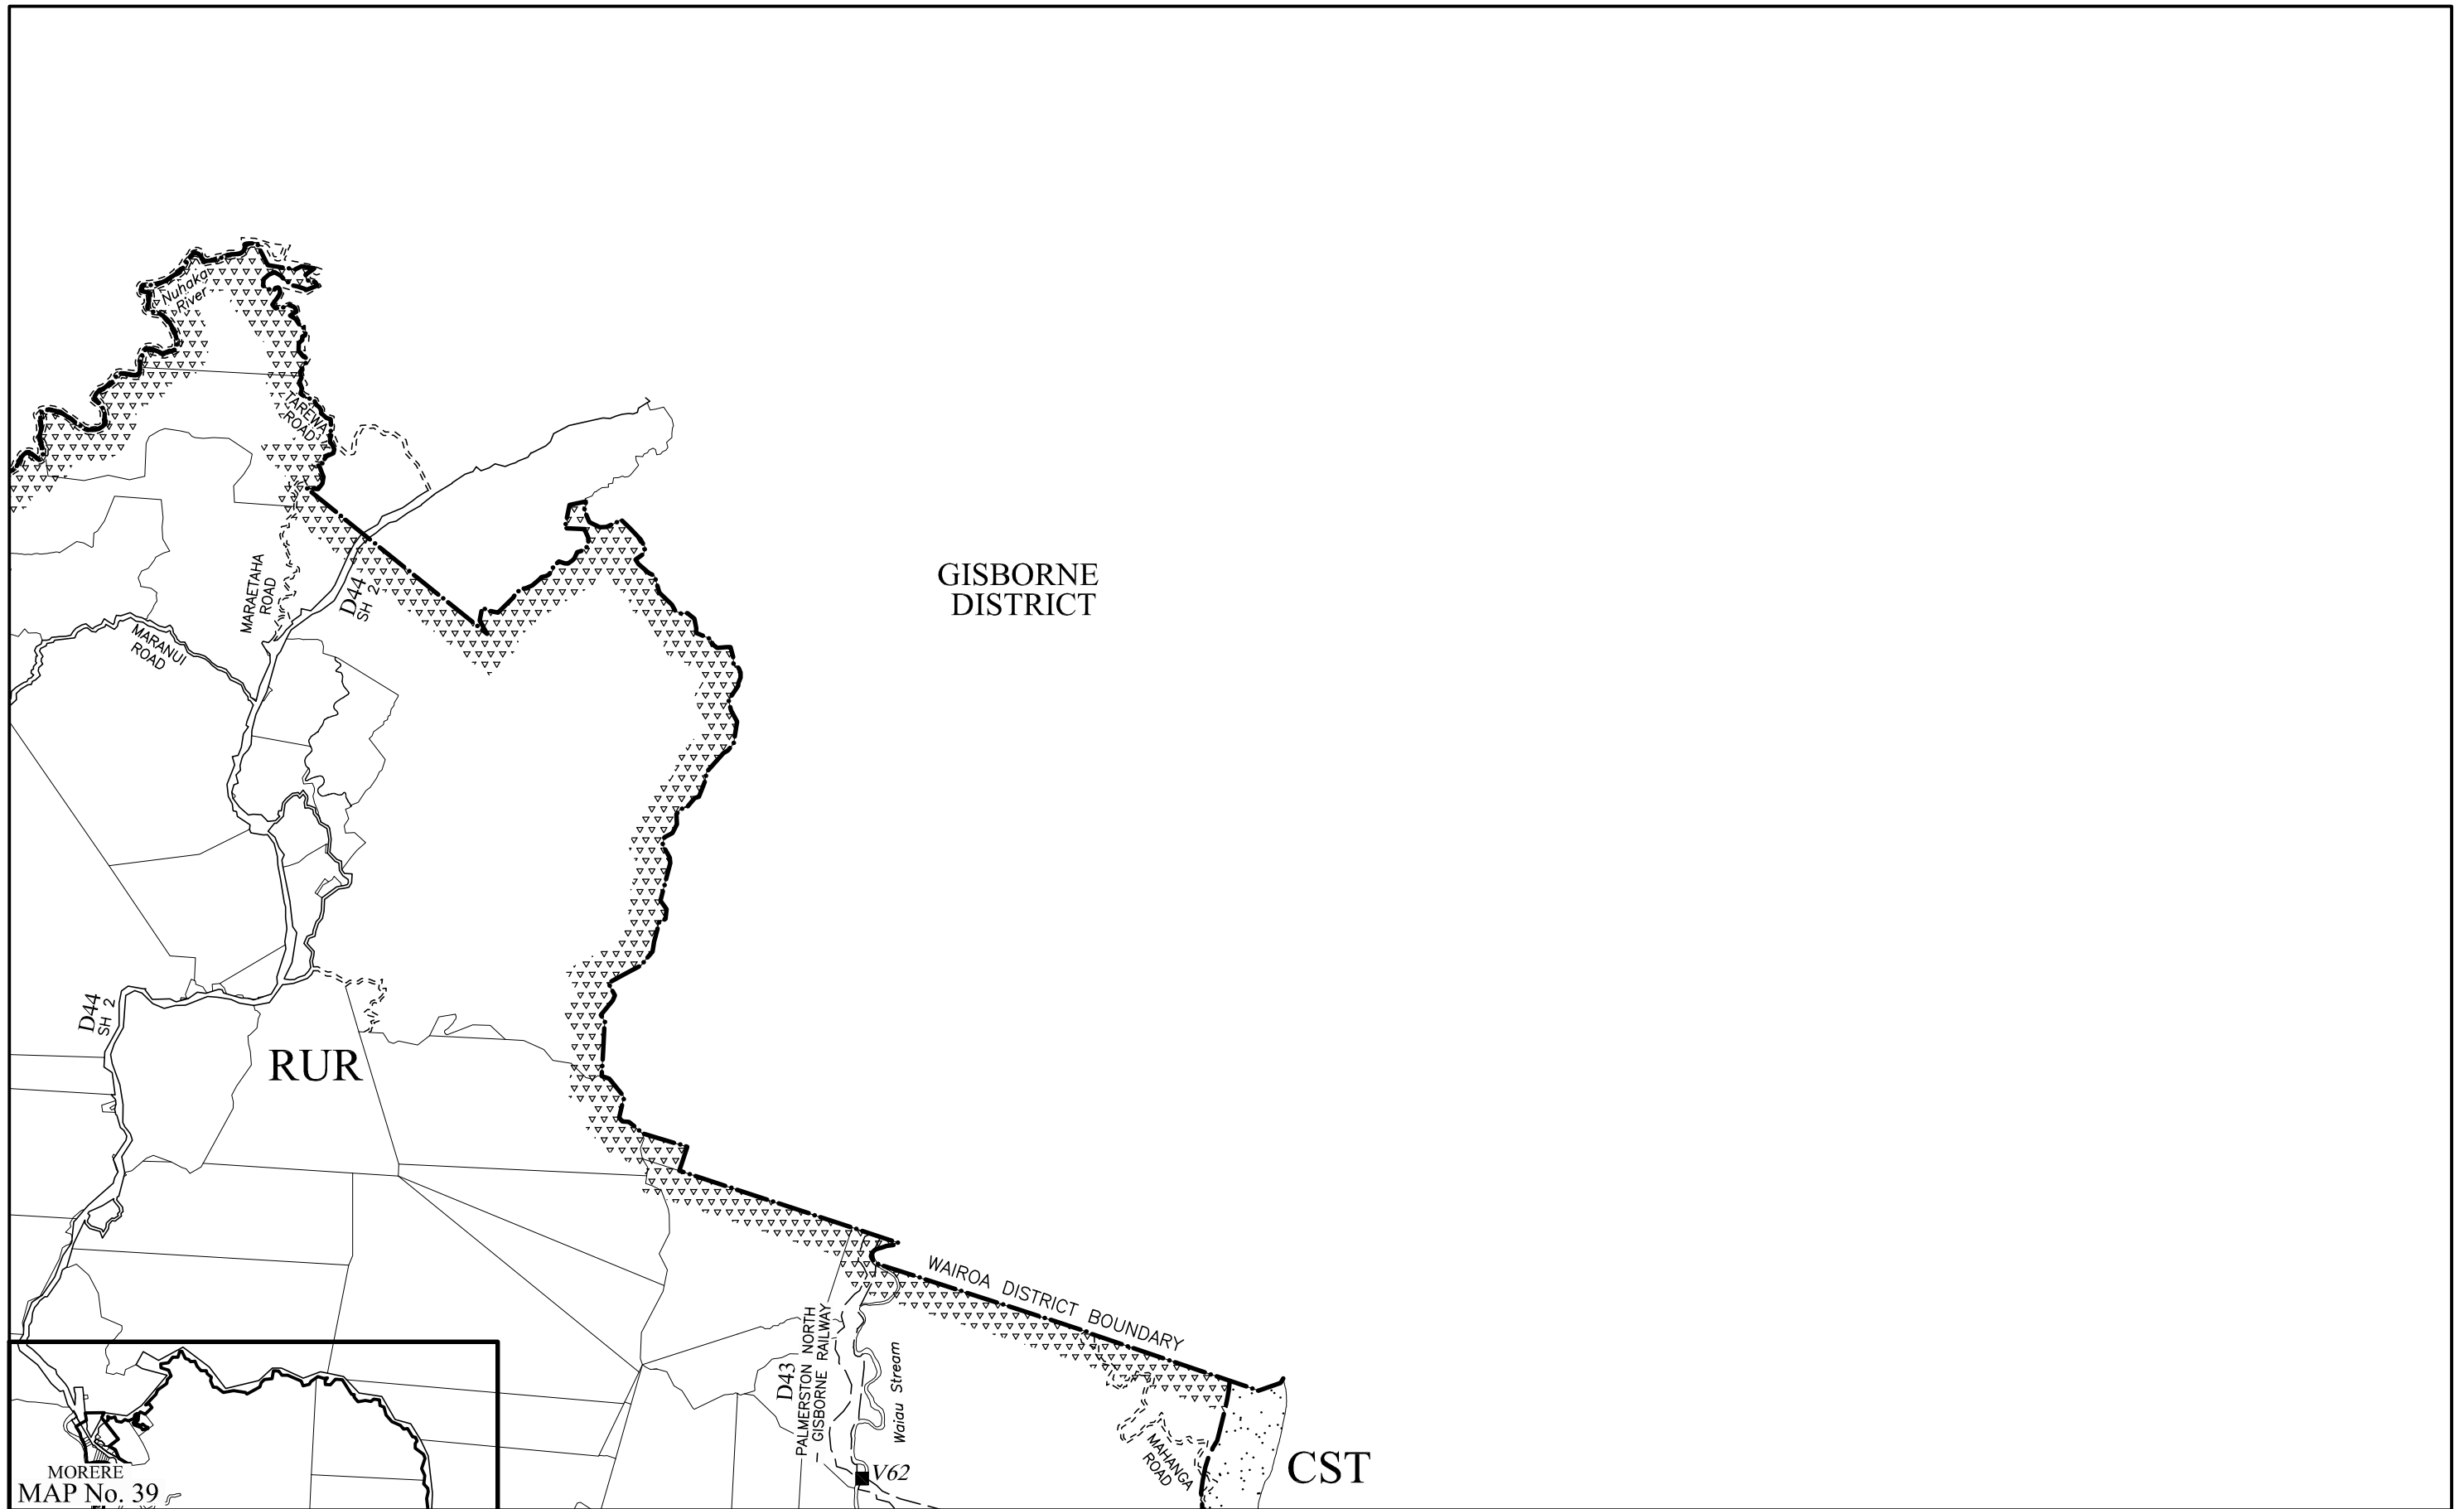 Nuhaka
River
TAREWA
ROAD
GISBORNE
DISTRICT
MARAETAHA
ROAD
D44
SH 2
MARANUI
ROAD
D44
SH 2
RUR
WAIROA DISTRICT BOUNDARY
D43
PALMERSTON NORTH
GISBORNE RAILWAY
Waiau Stream
MAHANGA
ROAD
CST
V62
MORERE
MAP No. 39